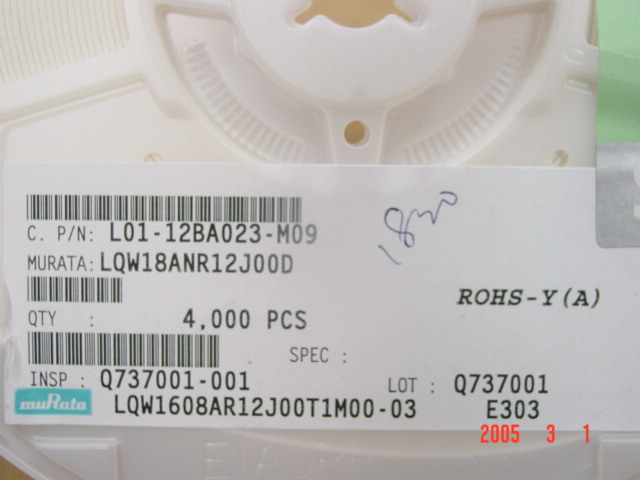 C. P/N: L01-12BA023-M09
1820
MURATA: LQW18ANR12J00D
ROHS-Y(A)
QTY : 4,000 PCS
SPEC :
INSP : Q737001-001 LOT : Q737001
muRata LQW1608AR12J00T1M00-03 E303
2005 3 1